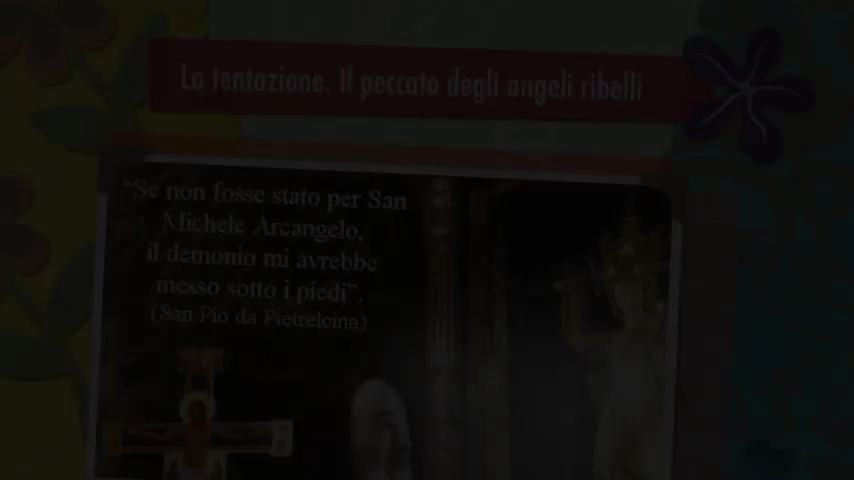 La tentazione. Il peccato degli angeli ribelli
"Se non fosse stato per San
Michele Arcangelo,
il demonio mi avrebbe
messo sotto i piedi".
(San Pio da Pietrelcina)